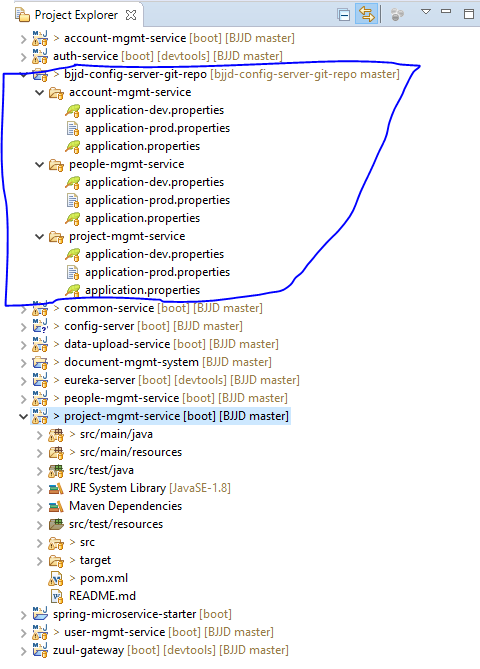 Project Explorer
> account-mgmt-service [boot] [BJJD master]
auth-service [boot] [devtools] [BJJD master]
> bjjd-config-server-git-repo [bjjd-config-server-git-repo master]
account-mgmt-service
application-dev.properties
application-prod.properties
application.properties
people-mgmt-service
application-dev.properties
application-prod.properties
application.properties
project-mgmt-service
application-dev.properties
application-prod.properties
application.properties
> common-service [boot] [BJJD master]
> config-server [boot] [BJJD master]
> data-upload-service [boot] [BJJD master]
> document-mgmt-system [BJJD master]
> eureka-server [boot] [devtools] [BJJD master]
> people-mgmt-service [boot] [BJJD master]
> project-mgmt-service [boot] [BJJD master]
> src/main/java
> src/main/resources
src/test/java
JRE System Library [JavaSE-1.8]
Maven Dependencies
src/test/resources
> src
> target
> pom.xml
README.md
spring-microservice-starter [boot]
> user-mgmt-service [boot] [BJJD master]
zuul-gateway [boot] [devtools] [BJJD master]